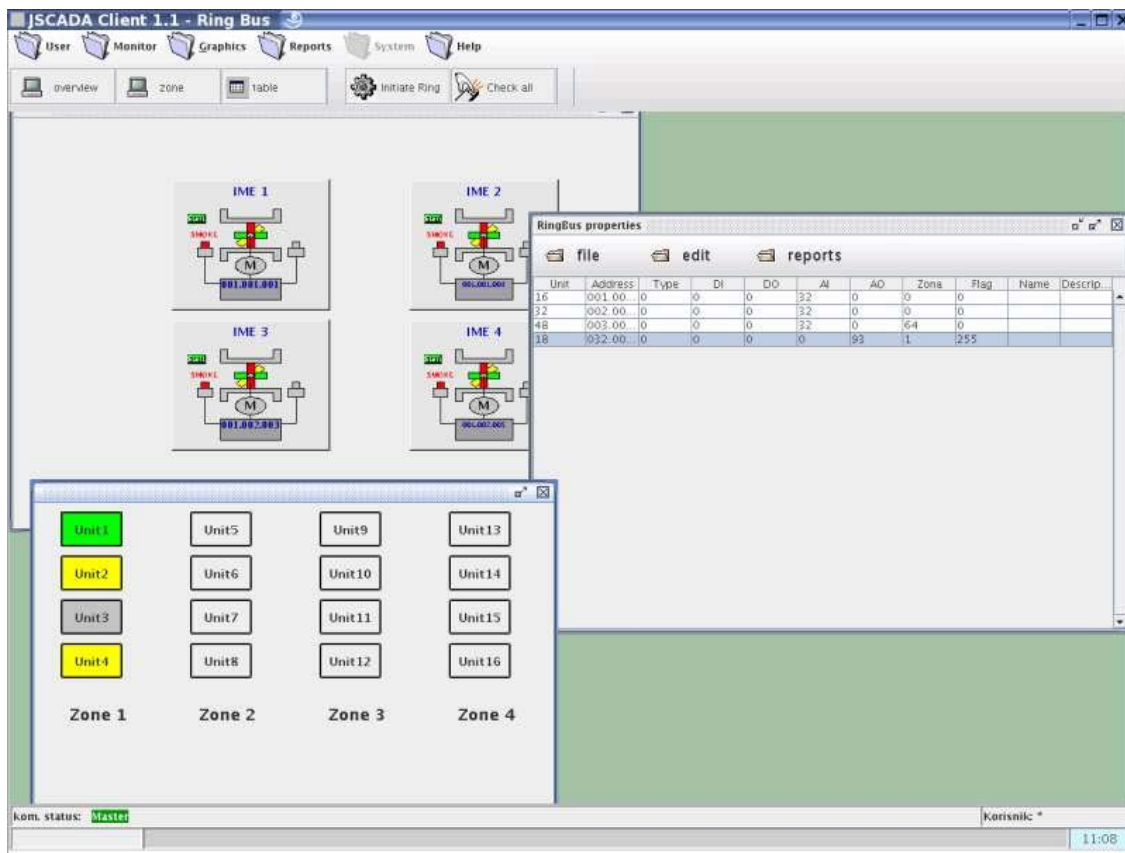 JSCADA Client 1.1 - Ring Bus
User Monitor Graphics Reports System Help
overview zone table Initiate Ring Check all
IME 1
SMOKE
M
001.001.001
IME 2
SMOKE
M
IME 3
SMOKE
M
001.002.003
IME 4
SMOKE
M
001.002.005
RingBus properties
file edit reports
Unit Address Type DI DO AI AO Zona Flag Name Descrip...
16 001.00... 0 0 0 32 0 0 0
32 002.00... 0 0 0 32 0 0 0
48 003.00... 0 0 0 32 0 64 0
18 032.00... 0 0 0 0 93 1 255
Unit1 Unit5 Unit9 Unit13
Unit2 Unit6 Unit10 Unit14
Unit3 Unit7 Unit11 Unit15
Unit4 Unit8 Unit12 Unit16
Zone 1 Zone 2 Zone 3 Zone 4
kom. status: Master
Korisnik: *
11:08